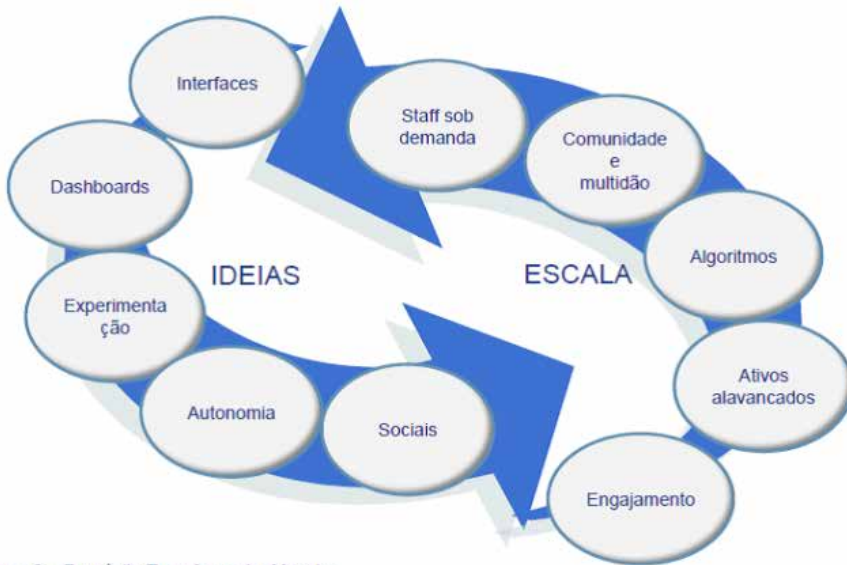 Interfaces
Dashboards
Experimenta
ção
Autonomia
Sociais
IDEIAS
ESCALA
Staff sob
demanda
Comunidade
e
multidão
Algoritmos
Ativos
alavancados
Engajamento